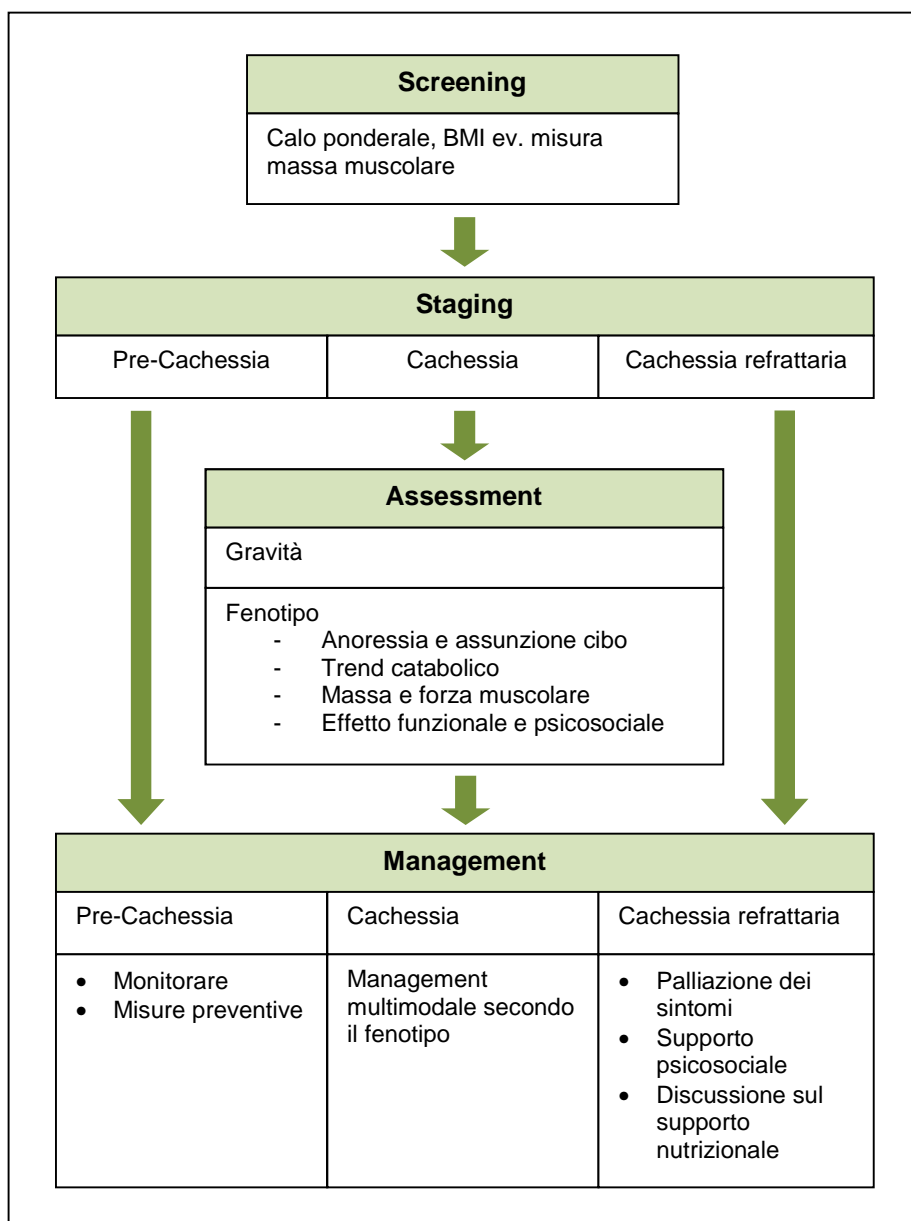 Screening
Calo ponderale, BMI ev. misura
massa muscolare
Staging
Pre-Cachessia
Cachessia
Cachessia refrattaria
Assessment
Gravità
Fenotipo
- Anoressia e assunzione cibo
- Trend catabolico
- Massa e forza muscolare
- Effetto funzionale e psicosociale
Management
Pre-Cachessia
Cachessia
Cachessia refrattaria
• Monitorare
• Misure preventive
Management
multimodale secondo
il fenotipo
• Palliazione dei
sintomi
• Supporto
psicosociale
• Discussione sul
supporto
nutrizionale